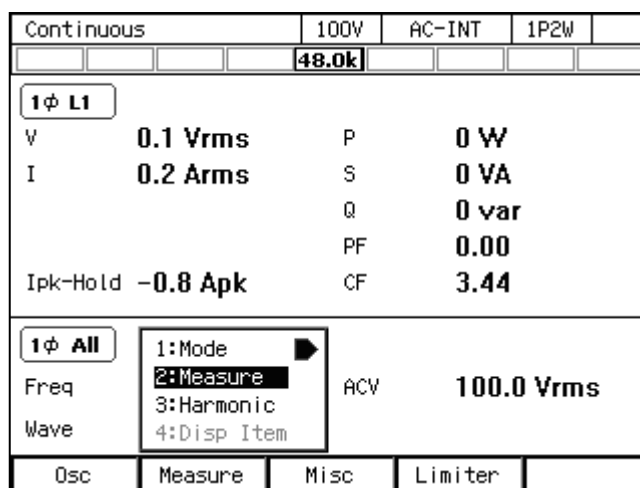 Continuous 100V AC-INT 1P2W
48.0k
1φ L1
V 0.1 Vrms P 0 W
I 0.2 Arms S 0 VA
Q 0 var
PF 0.00
Ipk-Hold -0.8 Apk CF 3.44
1φ All
1:Mode
2:Measure
3:Harmonic
4:Disp Item
Freq
Wave
ACV 100.0 Vrms
Osc Measure Misc Limiter